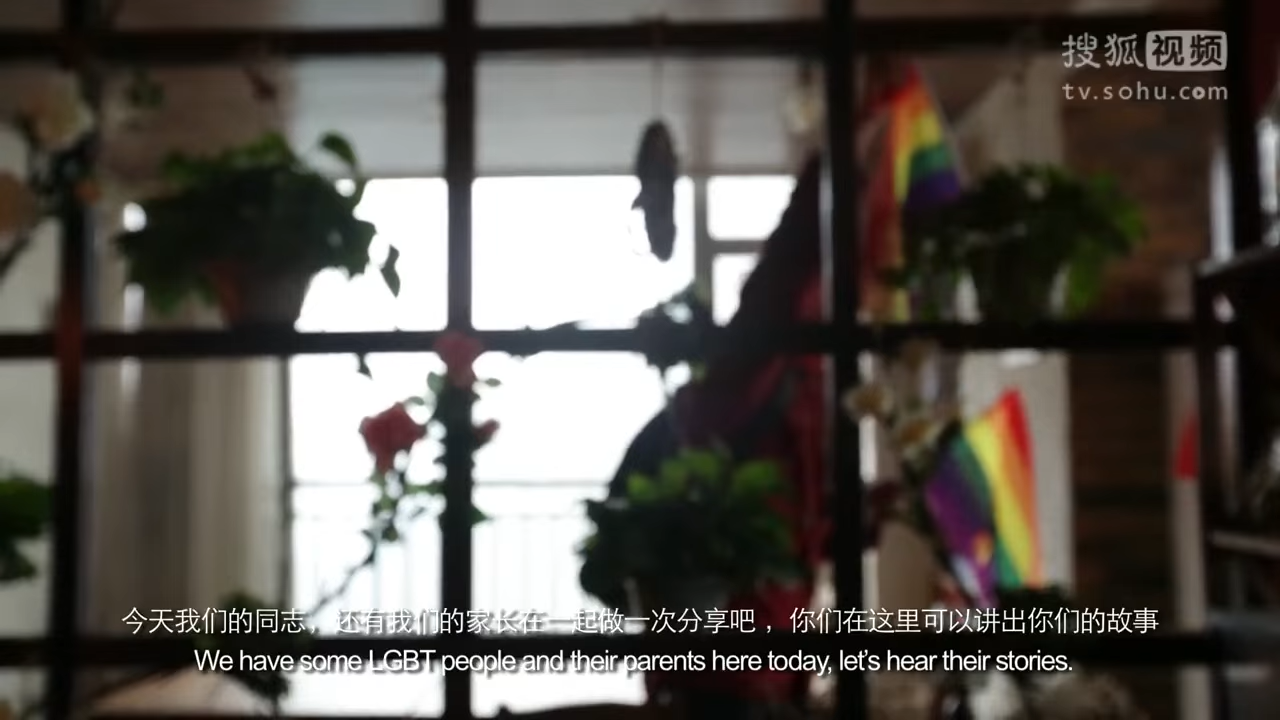 搜狐视频
tv.sohu.com
今天我们的同志，还有我们的家长在一起做一次分享吧，你们在这里可以讲出你们的故事
We have some LGBT people and their parents here today, let's hear their stories.